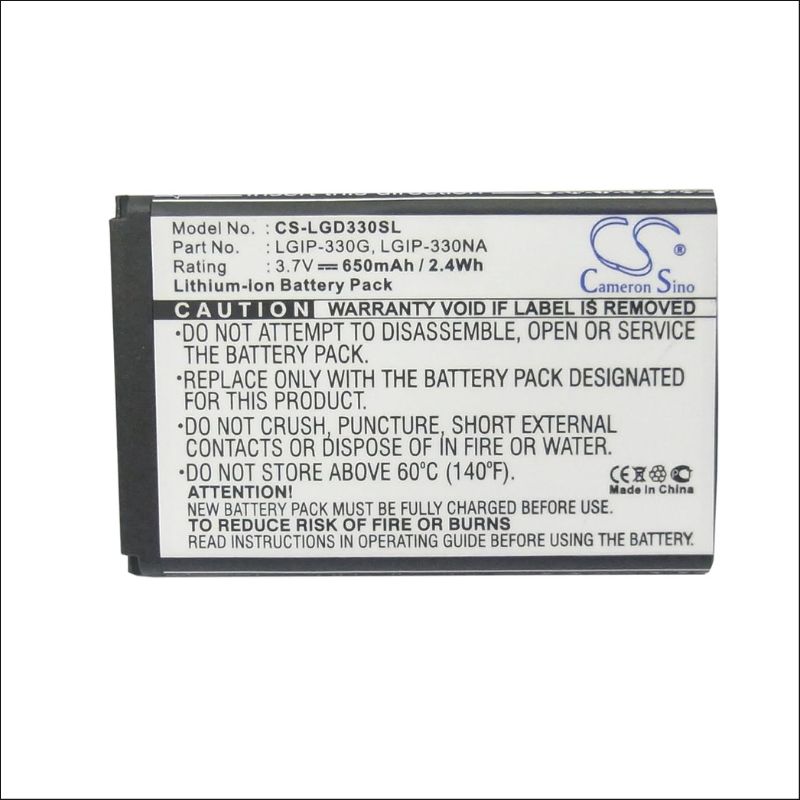 Model No. : CS-LGD330SL
Part No. : LGIP-330G, LGIP-330NA
Rating : 3.7V 650mAh / 2.4Wh
Lithium-Ion Battery Pack
CS
Cameron Sino
CAUTION WARRANTY VOID IF LABEL IS REMOVED
•DO NOT ATTEMPT TO DISASSEMBLE, OPEN OR SERVICE
THE BATTERY PACK.
•REPLACE ONLY WITH THE BATTERY PACK DESIGNATED
FOR THIS PRODUCT.
•DO NOT CRUSH, PUNCTURE, SHORT EXTERNAL
CONTACTS OR DISPOSE OF IN FIRE OR WATER.
•DO NOT STORE ABOVE 60°C (140°F).
CE
Made in China
ATTENTION!
NEW BATTERY PACK MUST BE FULLY CHARGED BEFORE USE.
TO REDUCE RISK OF FIRE OR BURNS
READ INSTRUCTIONS IN OPERATING GUIDE BEFORE USING THE BATTERY.